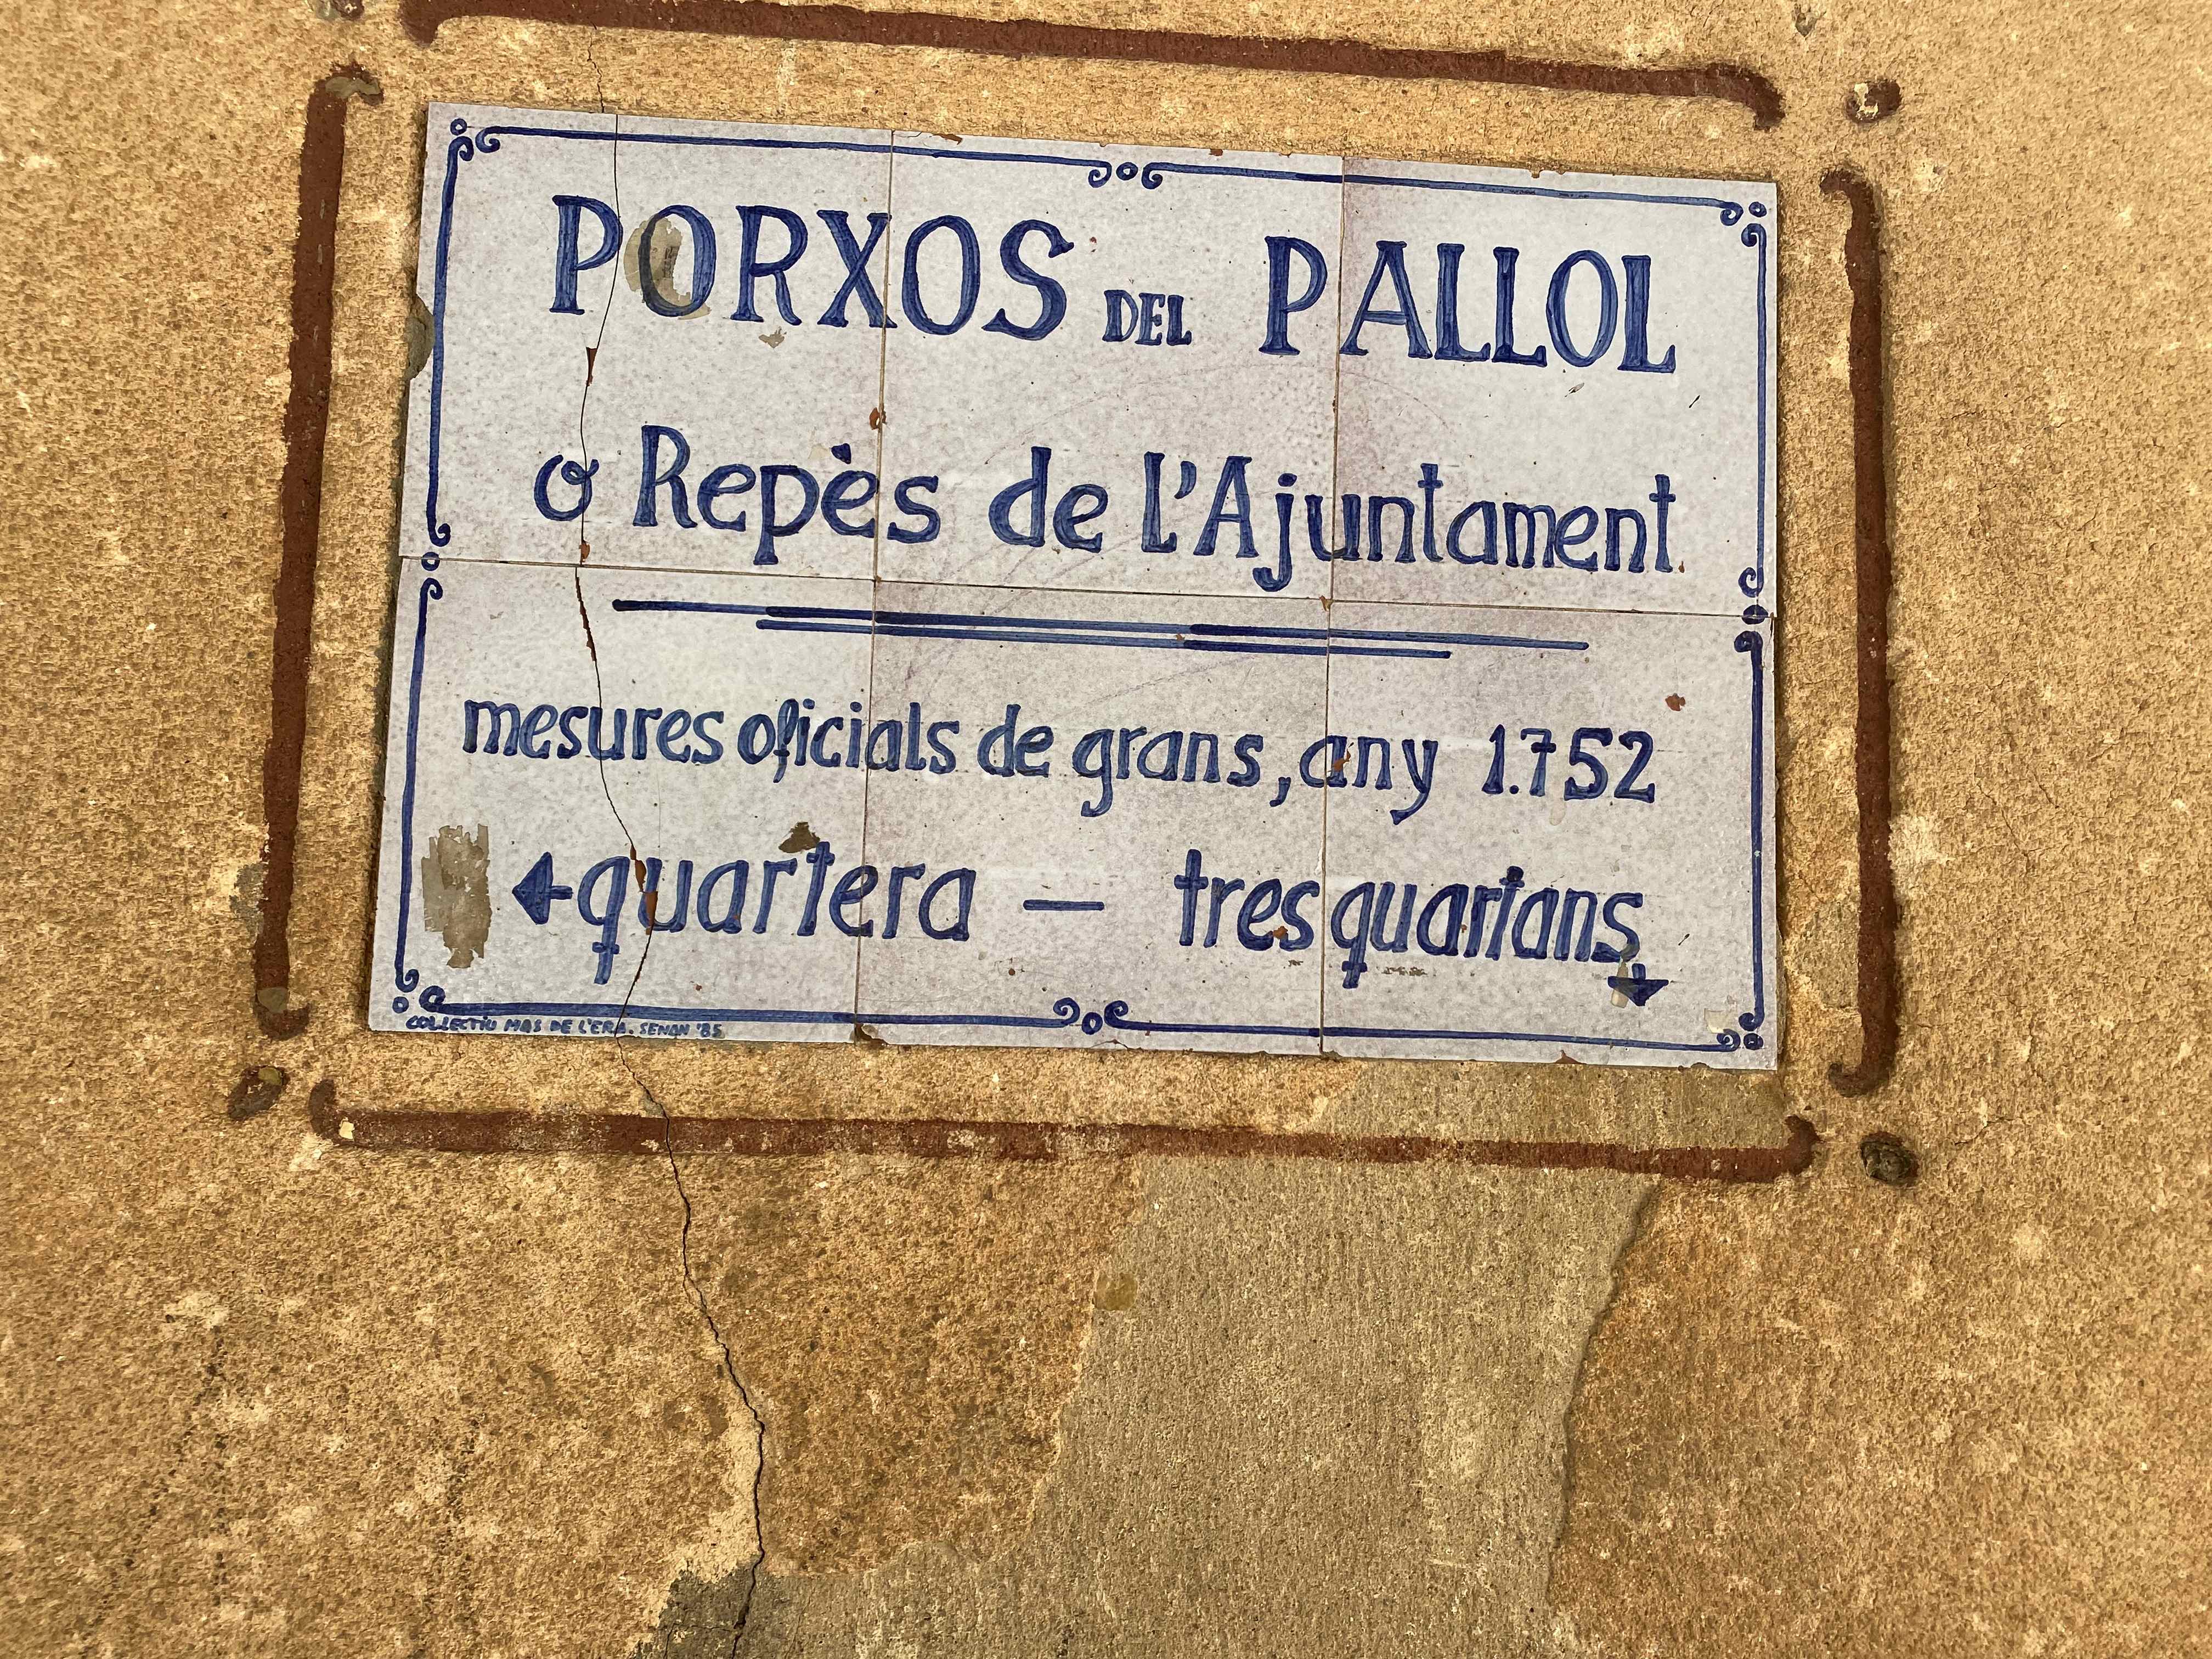 PORXOS DEL PALLOL
o Repès de l'Ajuntament
mesures oficials de grans, any 1.752
quartera — tres quartans
COL·LECTIU MAS DE L'ERA. SENAN '85